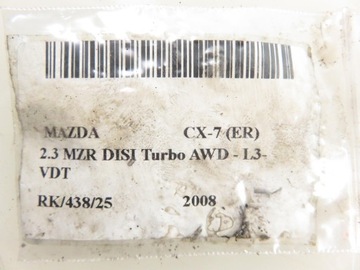 MAZDA CX-7 (ER)
2.3 MZR DISI Turbo AWD - L3-
VDT
RK/438/25 2008